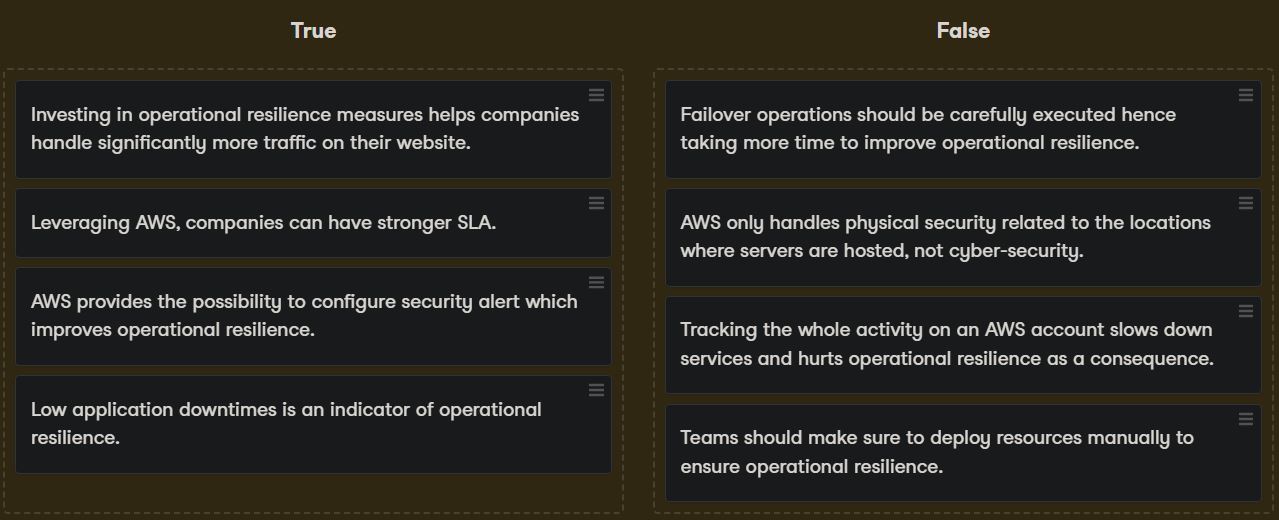 True
Investing in operational resilience measures helps companies
handle significantly more traffic on their website.
Leveraging AWS, companies can have stronger SLA.
AWS provides the possibility to configure security alert which
improves operational resilience.
Low application downtimes is an indicator of operational
resilience.
False
Failover operations should be carefully executed hence
taking more time to improve operational resilience.
AWS only handles physical security related to the locations
where servers are hosted, not cyber-security.
Tracking the whole activity on an AWS account slows down
services and hurts operational resilience as a consequence.
Teams should make sure to deploy resources manually to
ensure operational resilience.